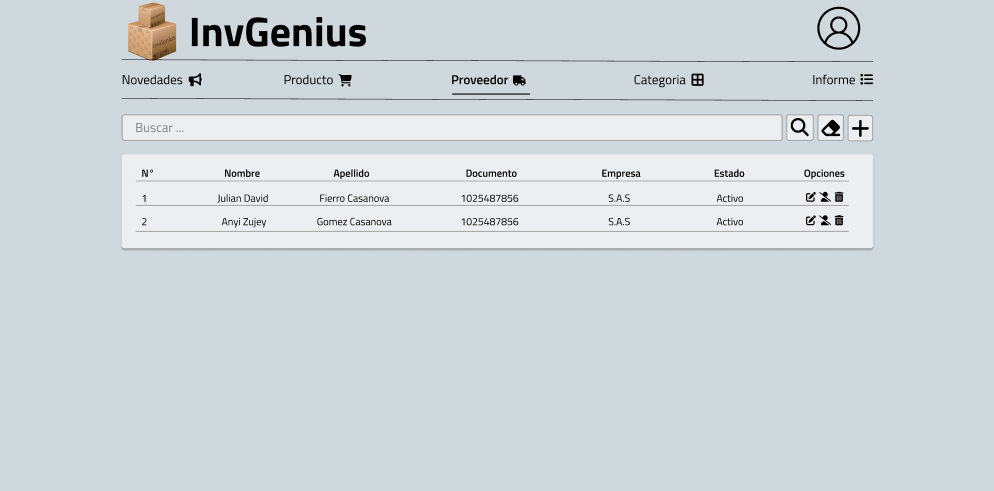 InvGenius
Novedades Producto Proveedor Categoria Informe
Buscar ...
N° Nombre Apellido Documento Empresa Estado Opciones
1 Julian David Fierro Casanova 1025487856 S.A.S Activo
2 Anyi Zujey Gomez Casanova 1025487856 S.A.S Activo